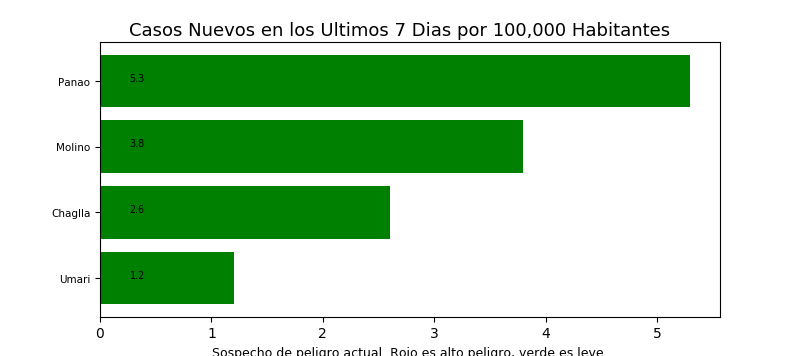 Casos Nuevos en los Ultimos 7 Dias por 100,000 Habitantes
Panao 5.3
Molino 3.8
Chaglla 2.6
Umari 1.2
0 1 2 3 4 5
Sospecho de peligro actual. Rojo es alto peligro, verde es leve